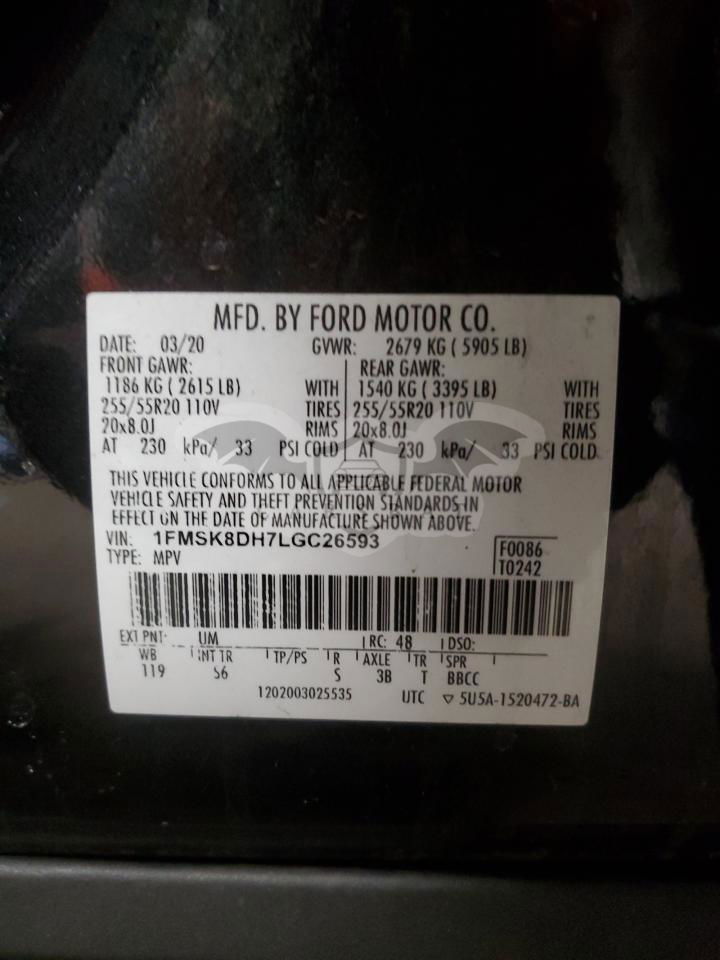 MFD. BY FORD MOTOR CO.
DATE: 03/20 GVWR: 2679 KG ( 5905 LB)
FRONT GAWR: REAR GAWR:
1186 KG ( 2615 LB) WITH 1540 KG ( 3395 LB) WITH
255/55R20 110V TIRES 255/55R20 110V TIRES
20x8.0J RIMS 20x8.0J RIMS
AT 230 kPa/ 33 PSI COLD AT 230 kPa/ 33 PSI COLD
THIS VEHICLE CONFORMS TO ALL APPLICABLE FEDERAL MOTOR
VEHICLE SAFETY AND THEFT PREVENTION STANDARDS IN
EFFECT ON THE DATE OF MANUFACTURE SHOWN ABOVE.
VIN: 1FMSK8DH7LGC26593
TYPE: MPV
F0086
T0242
EXT PNT: UM RC: 48 DSO:
WB INT TR TP/PS R AXLE TR SPR
119 S6 S 3B T BBCC
1202003025535 UTC ▽ 5U5A-1520472-BA